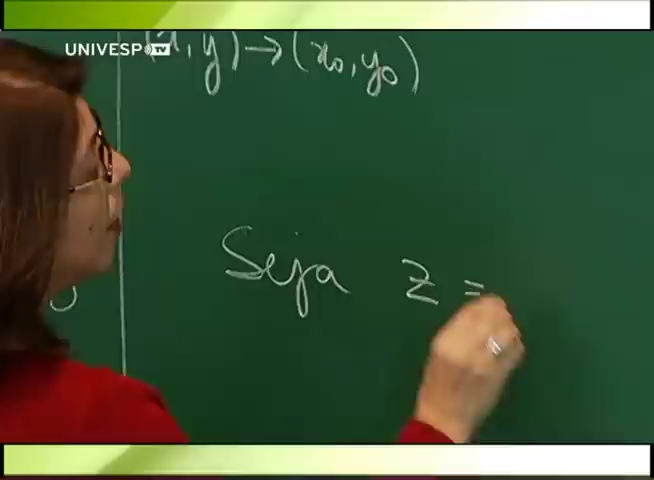 UNIVESP TV
(x, y) → (x₀, y₀)
Seja z =